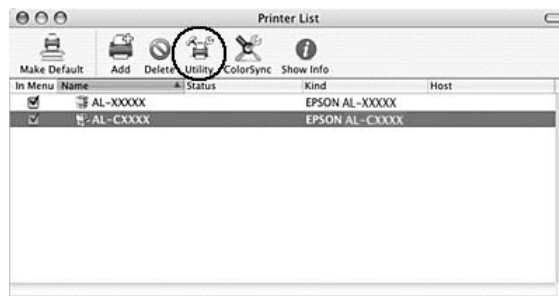 Printer List
Make Default Add Delete Utility ColorSync Show Info
In Menu Name Status Kind Host
AL-XXXXX EPSON AL-XXXXX
AL-CXXXX EPSON AL-CXXXX